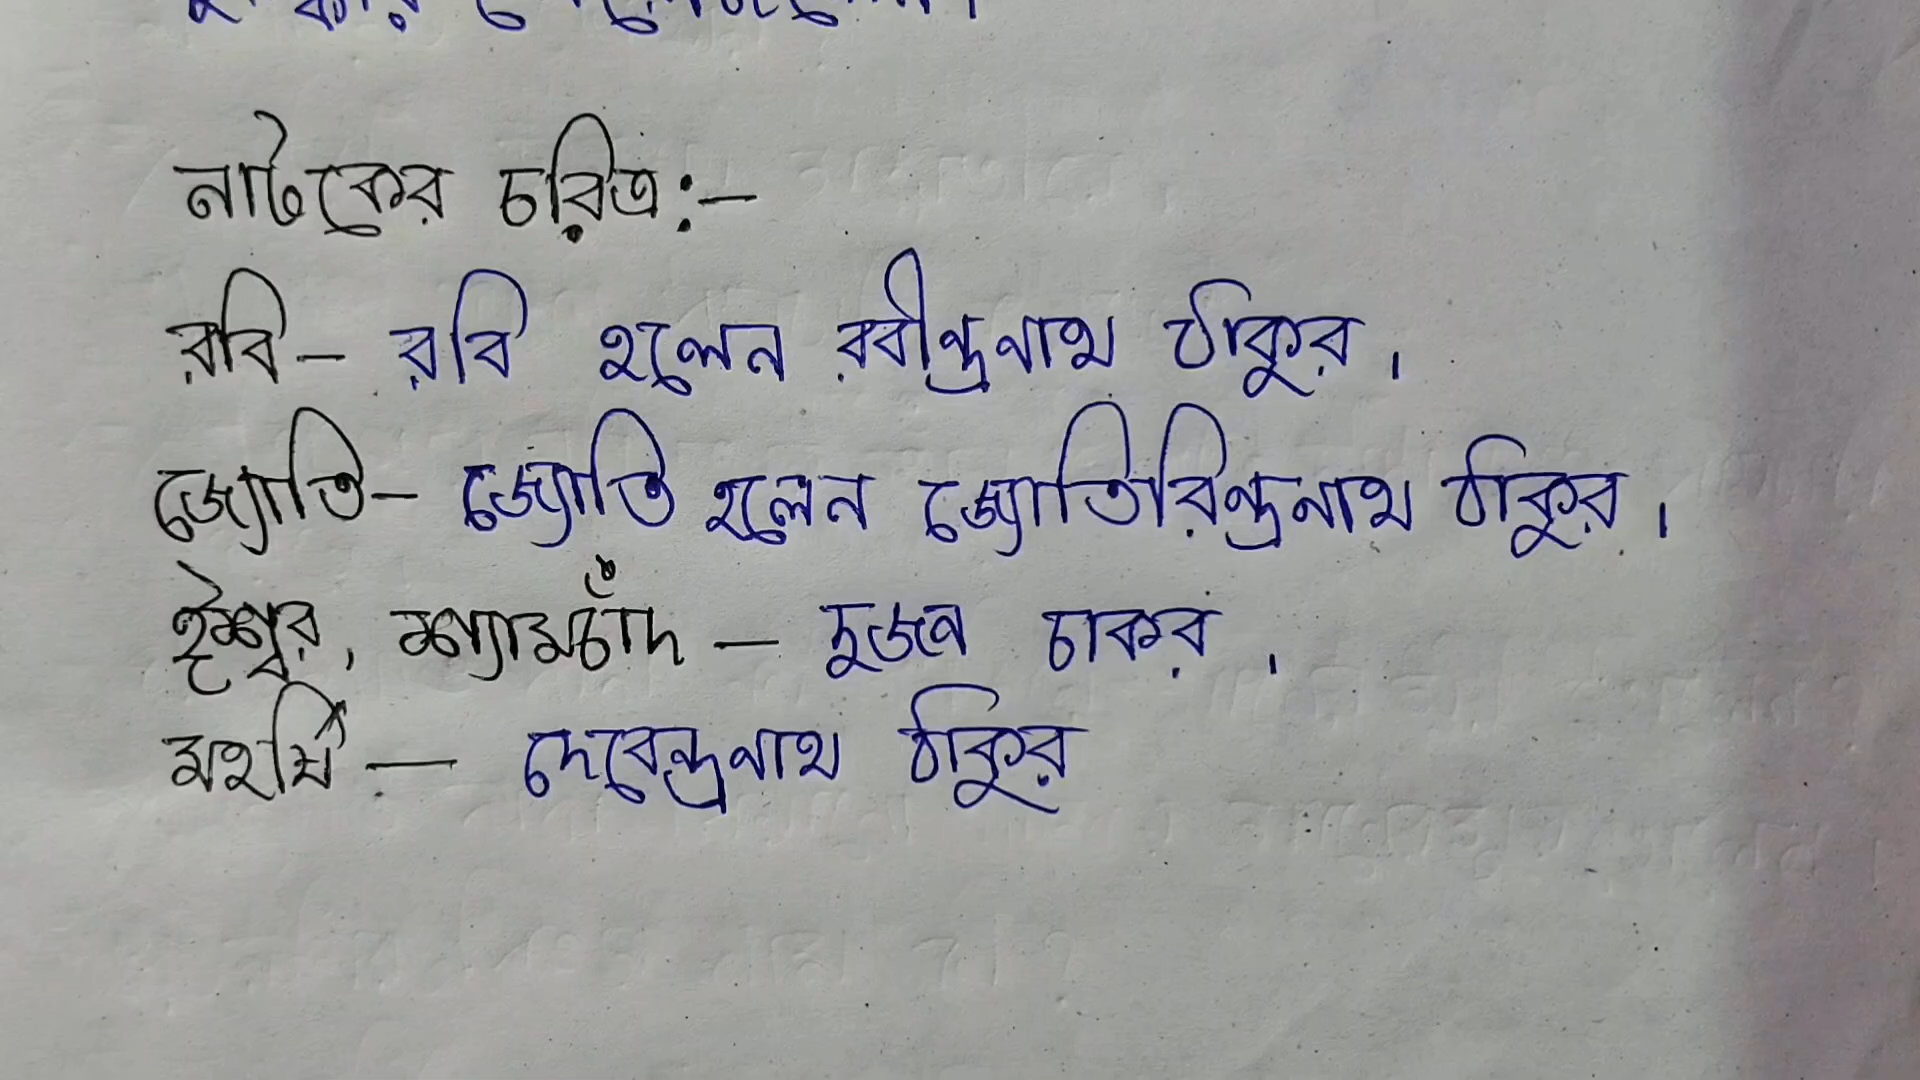 নাটকের চরিত্র:-
রবি - রবি হলেন রবীন্দ্রনাথ ঠাকুর।
জ্যোতি - জ্যোতি হলেন জ্যোতিরিন্দ্রনাথ ঠাকুর।
ঈশ্বর, শ্যামচাঁদ - দুজন চাকর।
মহর্ষি - দেবেন্দ্রনাথ ঠাকুর